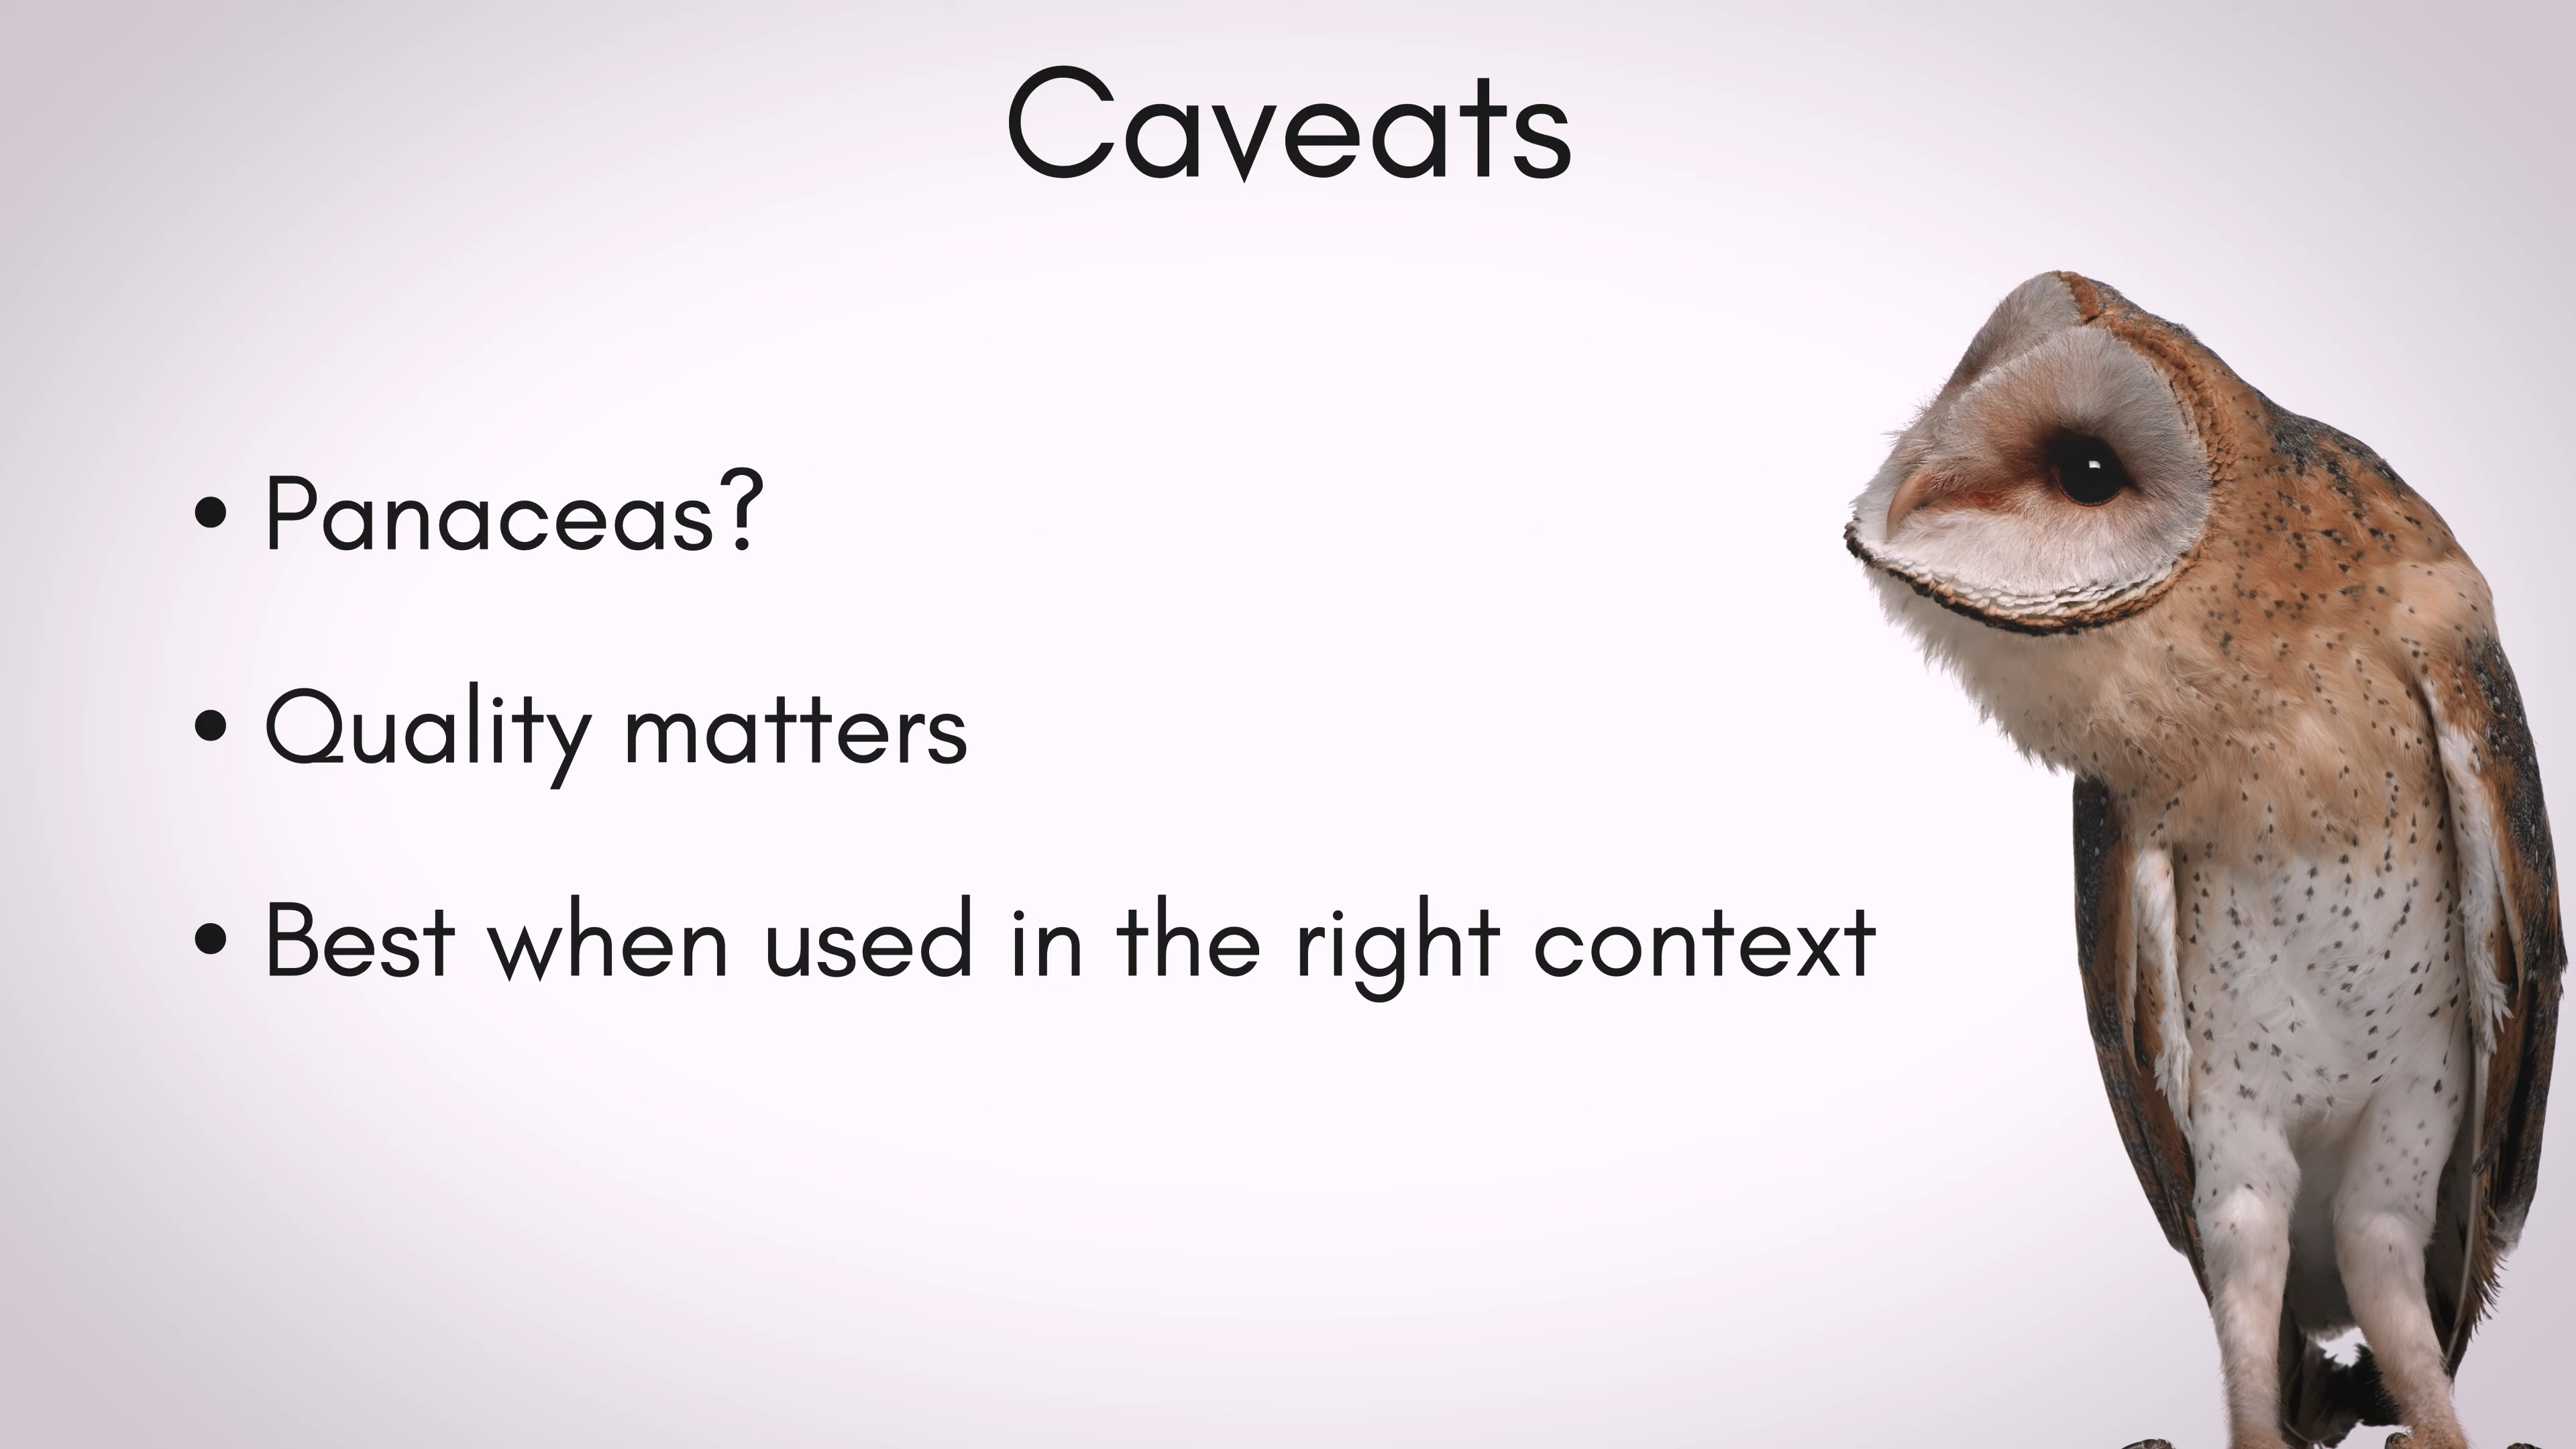 Caveats
• Panaceas?
• Quality matters
• Best when used in the right context